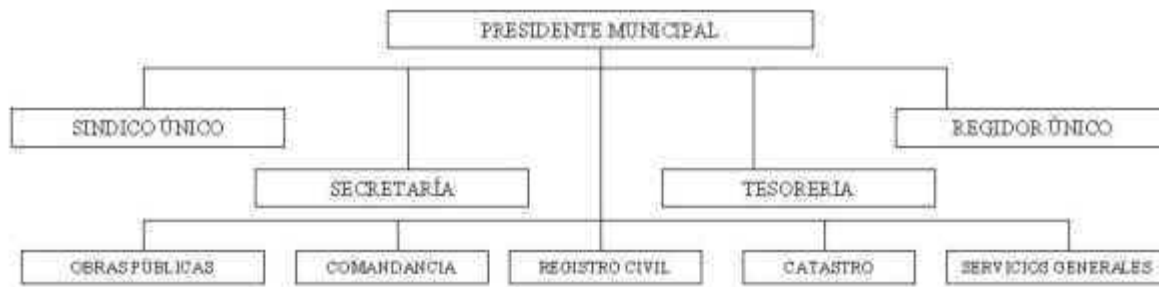 PRESIDENTE MUNICIPAL
SINDICO ÚNICO
REGIDOR ÚNICO
SECRETARÍA
TESORERIA
OBRAS PÚBLICAS
COMANDANCIA
REGISTRO CIVIL
CATASTRO
SERVICIOS GENERALES